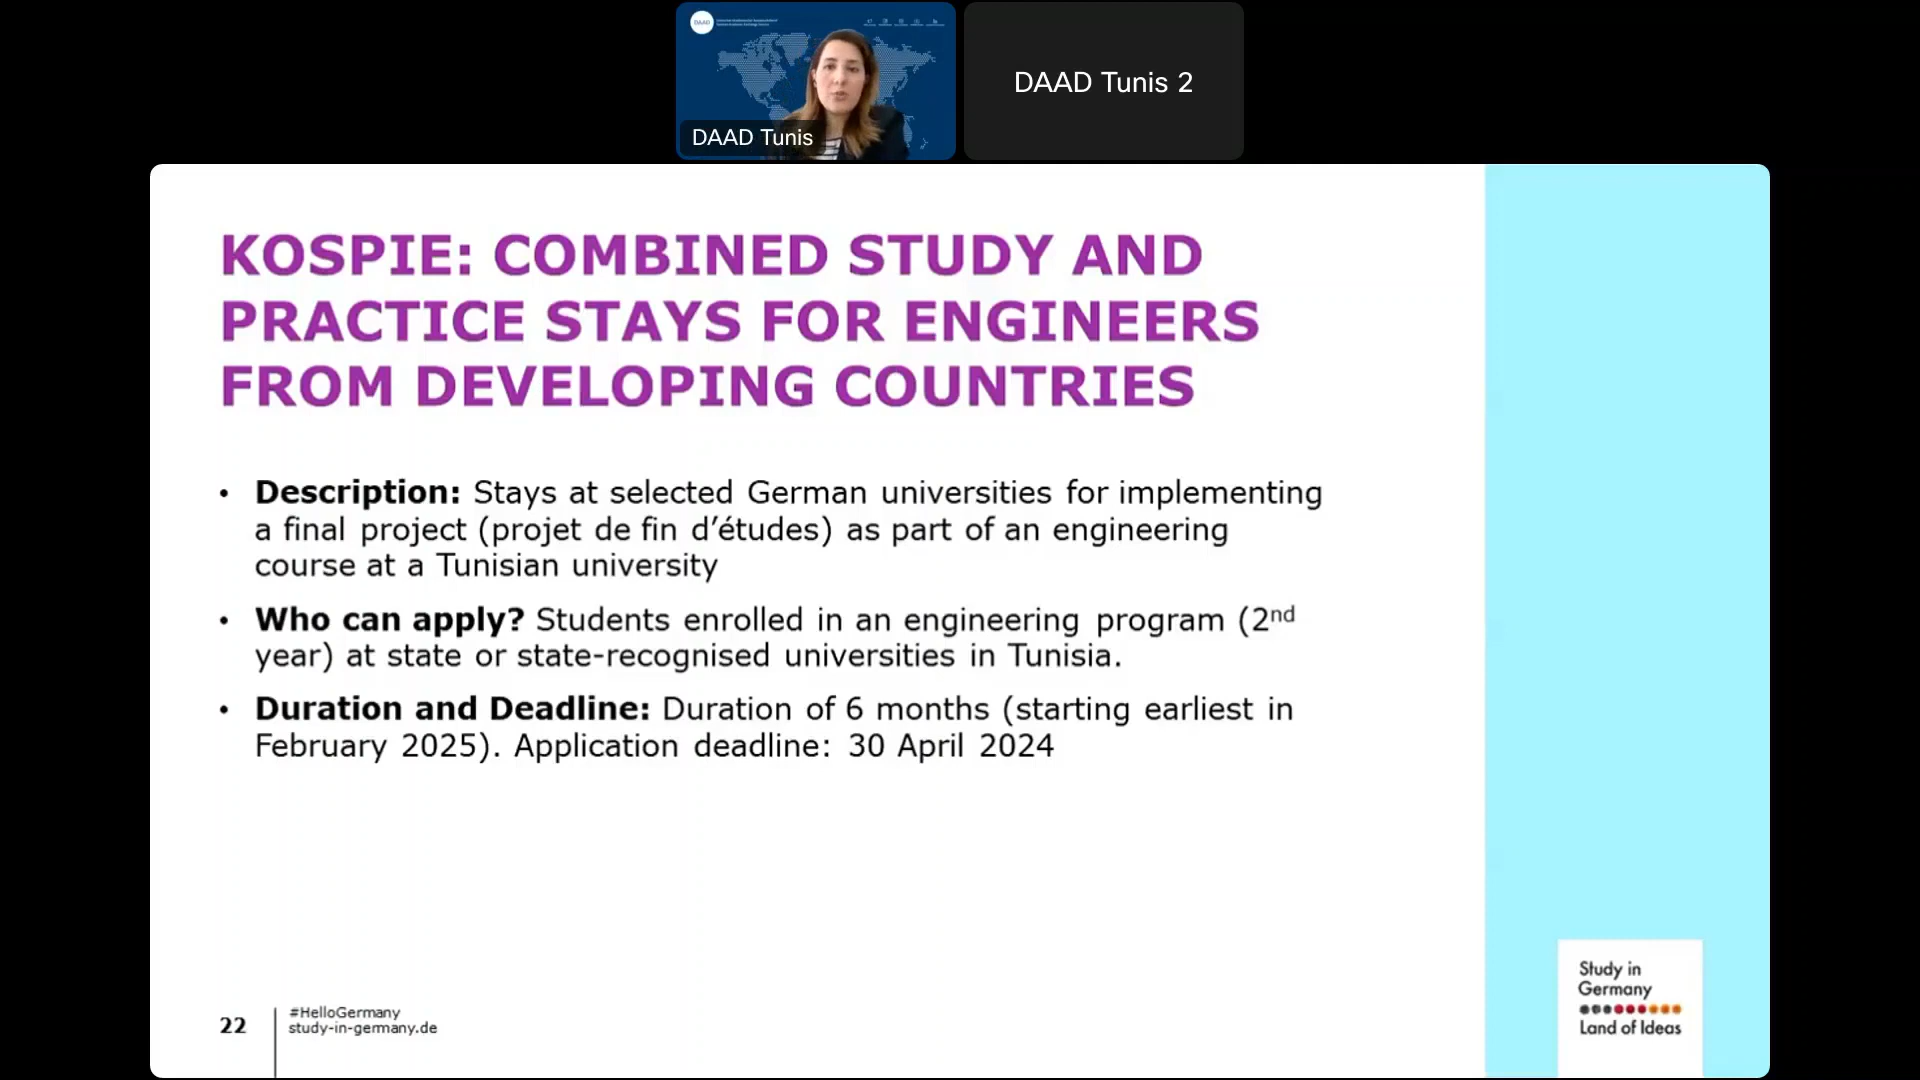 DAAD
DAAD Tunis
DAAD Tunis 2
KOSPIE: COMBINED STUDY AND
PRACTICE STAYS FOR ENGINEERS
FROM DEVELOPING COUNTRIES
• Description: Stays at selected German universities for implementing
a final project (projet de fin d’études) as part of an engineering
course at a Tunisian university
• Who can apply? Students enrolled in an engineering program (2nd
year) at state or state-recognised universities in Tunisia.
• Duration and Deadline: Duration of 6 months (starting earliest in
February 2025). Application deadline: 30 April 2024
22
#HelloGermany
study-in-germany.de
Study in
Germany
Land of Ideas